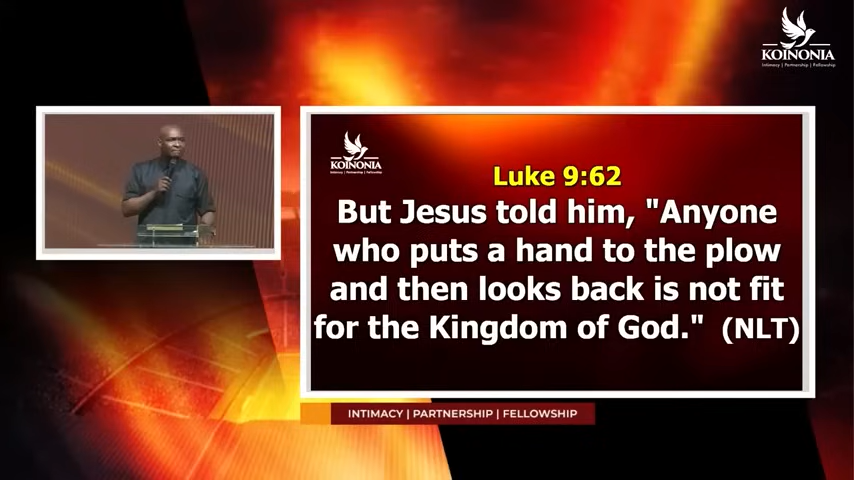 KOINONIA
Intimacy | Partnership | Fellowship
KOINONIA
Intimacy | Partnership | Fellowship
Luke 9:62
But Jesus told him, "Anyone
who puts a hand to the plow
and then looks back is not fit
for the Kingdom of God." (NLT)
INTIMACY | PARTNERSHIP | FELLOWSHIP